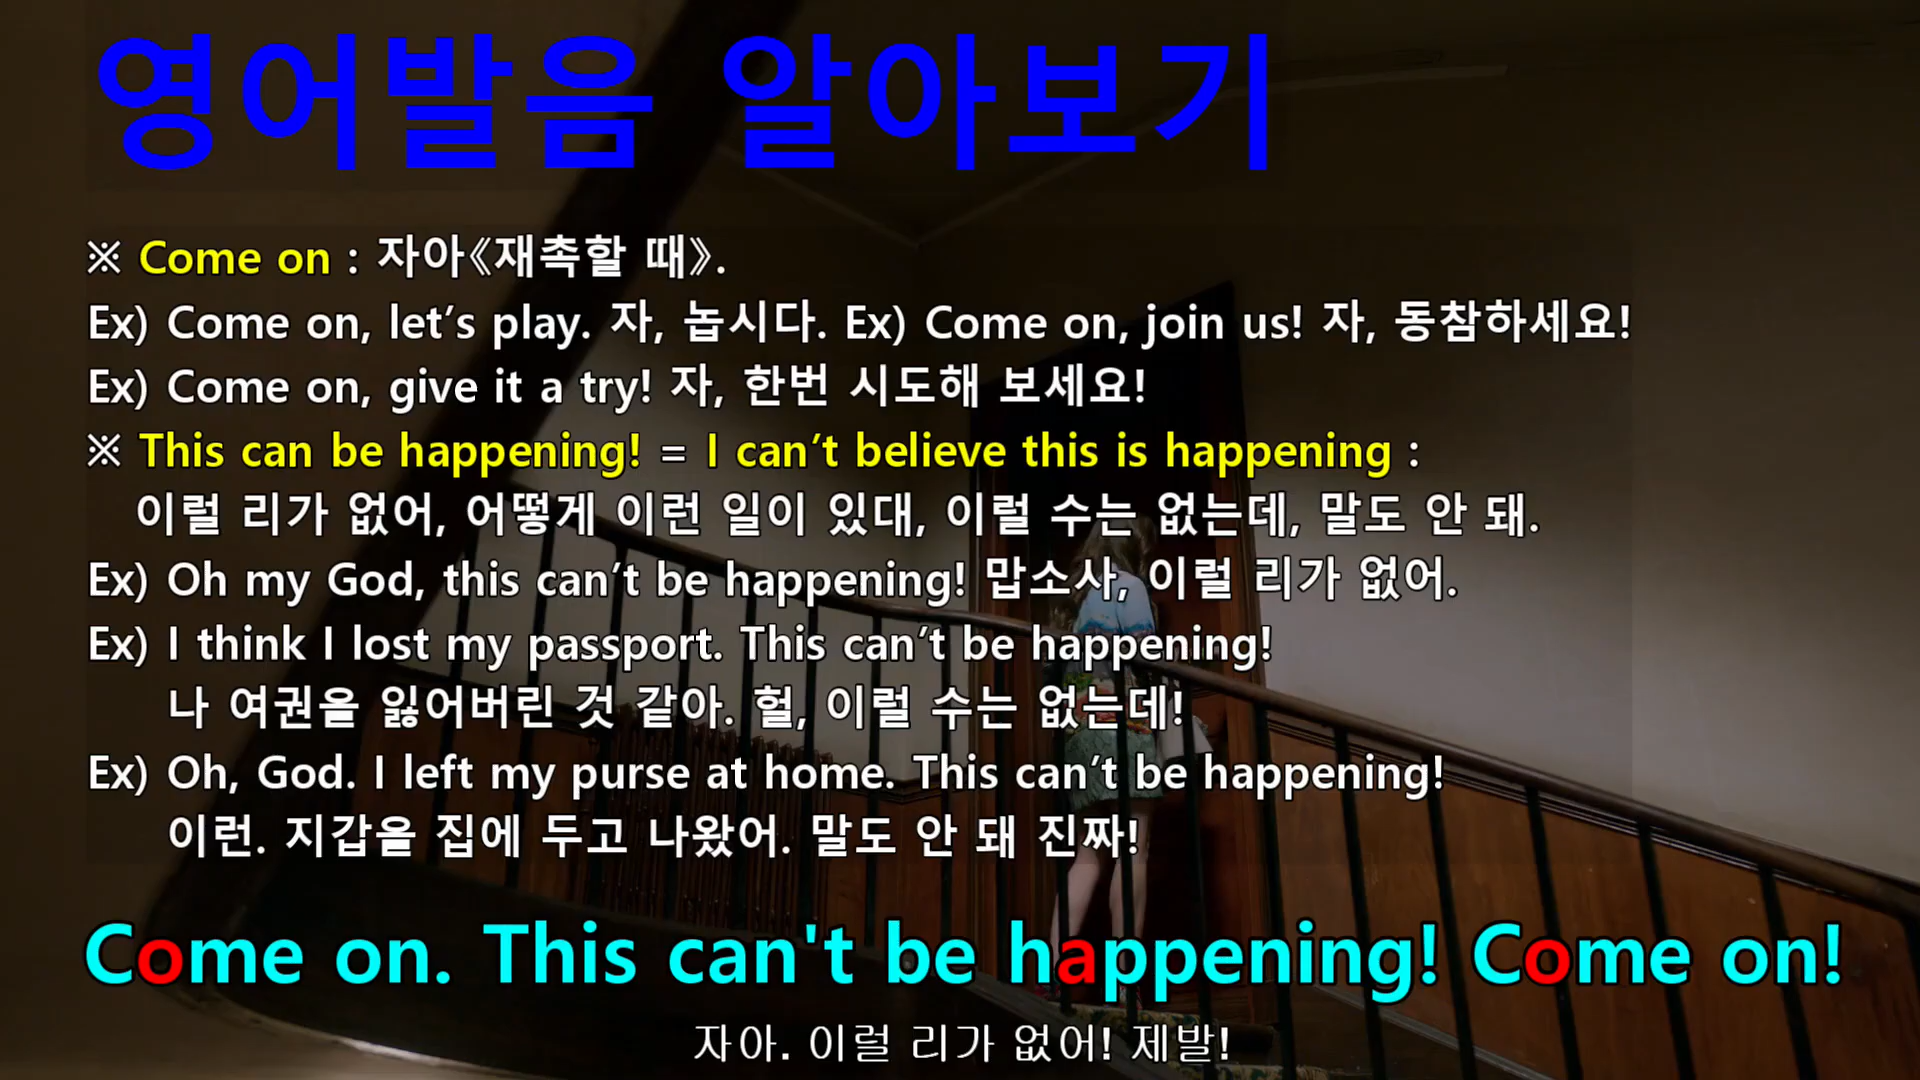 영어발음 알아보기
※ Come on : 자아《재촉할 때》.
Ex) Come on, let’s play. 자, 놉시다. Ex) Come on, join us! 자, 동참하세요!
Ex) Come on, give it a try! 자, 한번 시도해 보세요!
※ This can be happening! = I can’t believe this is happening :
이럴 리가 없어, 어떻게 이런 일이 있대, 이럴 수는 없는데, 말도 안 돼.
Ex) Oh my God, this can’t be happening! 맙소사, 이럴 리가 없어.
Ex) I think I lost my passport. This can’t be happening!
나 여권을 잃어버린 것 같아. 헐, 이럴 수는 없는데!
Ex) Oh, God. I left my purse at home. This can’t be happening!
이런. 지갑을 집에 두고 나왔어. 말도 안 돼 진짜!
Come on. This can't be happening! Come on!
자아. 이럴 리가 없어! 제발!